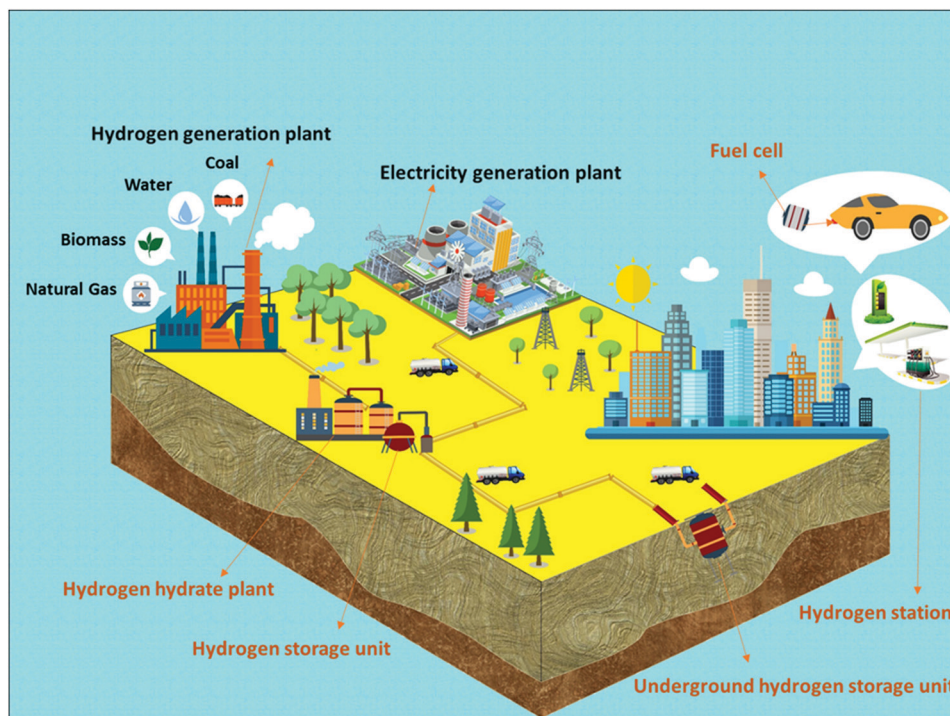 Hydrogen generation plant
Coal
Water
Biomass
Natural Gas
Electricity generation plant
Fuel cell
Hydrogen hydrate plant
Hydrogen storage unit
Hydrogen station
Underground hydrogen storage unit